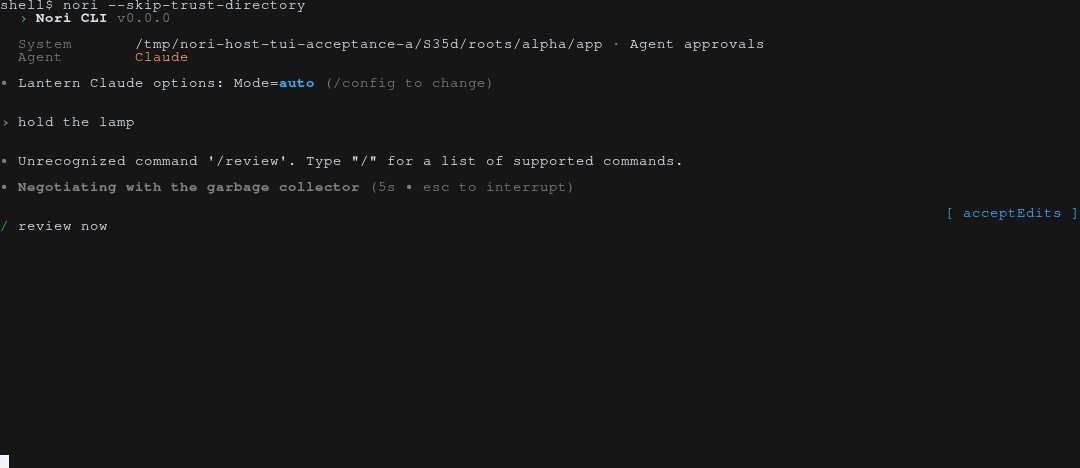 shell$ nori --skip-trust-directory
› Nori CLI v0.0.0
System /tmp/nori-host-tui-acceptance-a/S35d/roots/alpha/app · Agent approvals
Agent Claude
• Lantern Claude options: Mode=auto (/config to change)
› hold the lamp
• Unrecognized command '/review'. Type "/" for a list of supported commands.
• Negotiating with the garbage collector (5s • esc to interrupt)
[ acceptEdits ]
/ review now